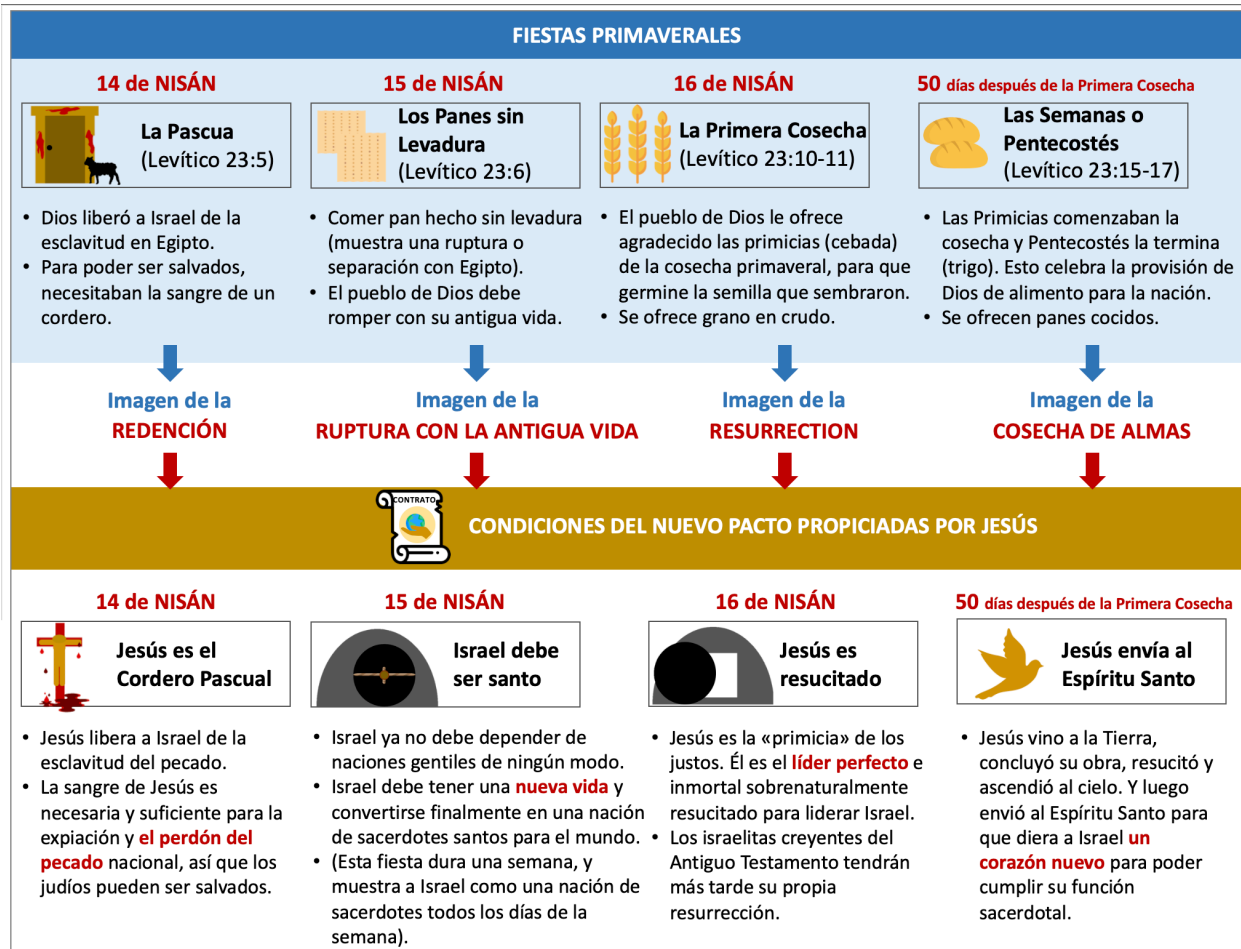 FIESTAS PRIMAVERALES
14 de NISÁN
La Pascua
(Levítico 23:5)
• Dios liberó a Israel de la
esclavitud en Egipto.
• Para poder ser salvados,
necesitaban la sangre de un
cordero.
Imagen de la
REDENCIÓN
15 de NISÁN
Los Panes sin
Levadura
(Levítico 23:6)
• Comer pan hecho sin levadura
(muestra una ruptura o
separación con Egipto).
• El pueblo de Dios debe
romper con su antigua vida.
Imagen de la
RUPTURA CON LA ANTIGUA VIDA
16 de NISÁN
La Primera Cosecha
(Levítico 23:10-11)
• El pueblo de Dios le ofrece
agradecido las primicias (cebada)
de la cosecha primaveral, para que
germine la semilla que sembraron.
• Se ofrece grano en crudo.
Imagen de la
RESURRECTION
50 días después de la Primera Cosecha
Las Semanas o
Pentecostés
(Levítico 23:15-17)
• Las Primicias comenzaban la
cosecha y Pentecostés la termina
(trigo). Esto celebra la provisión de
Dios de alimento para la nación.
• Se ofrecen panes cocidos.
Imagen de la
COSECHA DE ALMAS
CONTRATO
CONDICIONES DEL NUEVO PACTO PROPICIADAS POR JESÚS
14 de NISÁN
Jesús es el
Cordero Pascual
• Jesús libera a Israel de la
esclavitud del pecado.
• La sangre de Jesús es
necesaria y suficiente para la
expiación y el perdón del
pecado nacional, así que los
judíos pueden ser salvados.
15 de NISÁN
Israel debe
ser santo
• Israel ya no debe depender de
naciones gentiles de ningún modo.
• Israel debe tener una nueva vida y
convertirse finalmente en una nación
de sacerdotes santos para el mundo.
• (Esta fiesta dura una semana, y
muestra a Israel como una nación de
sacerdotes todos los días de la
semana).
16 de NISÁN
Jesús es
resucitado
• Jesús es la «primicia» de los
justos. Él es el líder perfecto e
inmortal sobrenaturalmente
resucitado para liderar Israel.
• Los israelitas creyentes del
Antiguo Testamento tendrán
más tarde su propia
resurrección.
50 días después de la Primera Cosecha
Jesús envía al
Espíritu Santo
• Jesús vino a la Tierra,
concluyó su obra, resucitó y
ascendió al cielo. Y luego
envió al Espíritu Santo para
que diera a Israel un
corazón nuevo para poder
cumplir su función
sacerdotal.